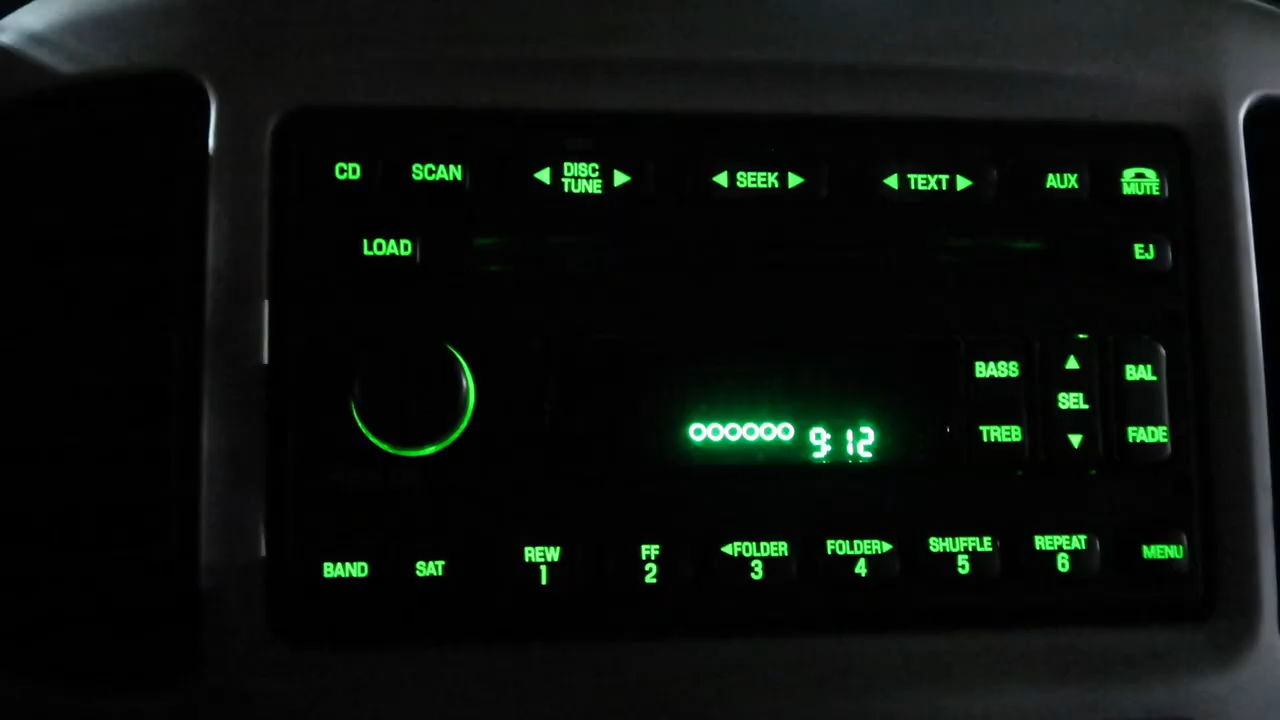 CD SCAN ◀ DISC TUNE ▶ ◀ SEEK ▶ ◀ TEXT ▶ AUX MUTE
LOAD EJ
BASS ▲ BAL
SEL
9:12
TREB ▼ FADE
BAND SAT REW 1 FF 2 ◀FOLDER 3 FOLDER▶ 4 SHUFFLE 5 REPEAT 6 MENU